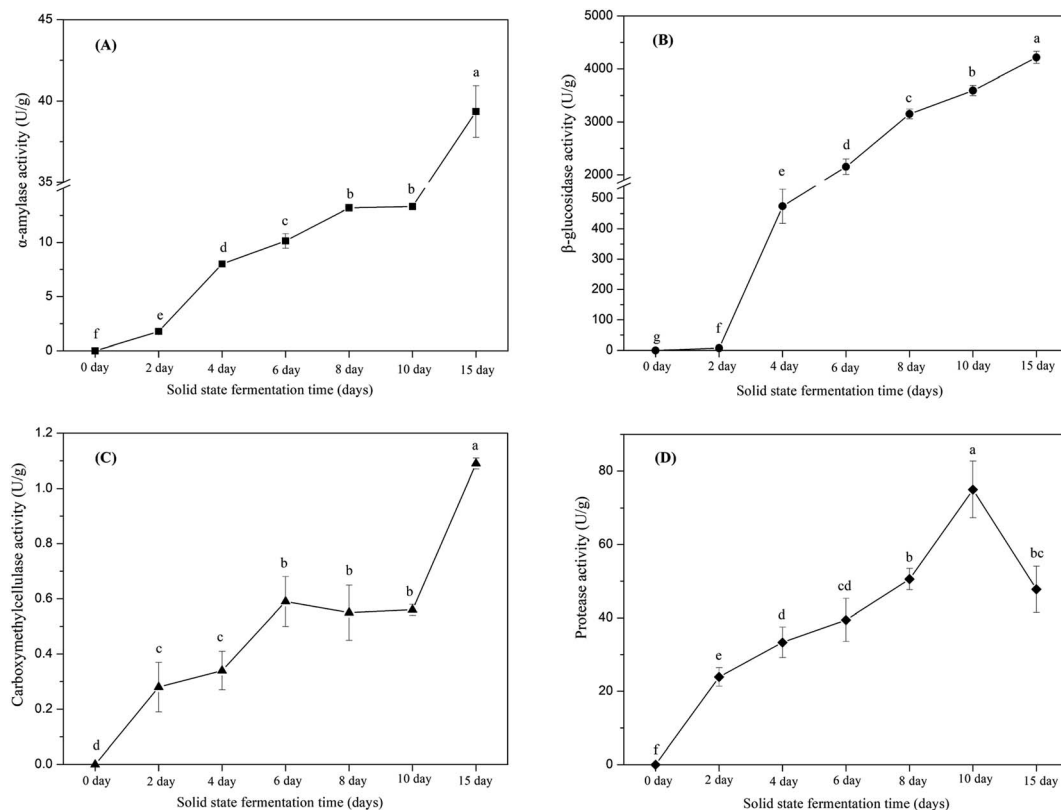 (A)
α-amylase activity (U/g)
45
40
35
10
5
0
f
e
d
c
b
b
a
0 day 2 day 4 day 6 day 8 day 10 day 15 day
Solid state fermentation time (days)
(B)
β-glucosidase activity (U/g)
5000
4000
3000
2000
500
400
300
200
100
0
g
f
e
d
c
b
a
0 day 2 day 4 day 6 day 8 day 10 day 15 day
Solid state fermentation time (days)
(C)
Carboxymethylcellulase activity (U/g)
1.2
1.0
0.8
0.6
0.4
0.2
0.0
d
c
c
b
b
b
a
0 day 2 day 4 day 6 day 8 day 10 day 15 day
Solid state fermentation time (days)
(D)
Protease activity (U/g)
80
60
40
20
0
f
e
d
cd
b
a
bc
0 day 2 day 4 day 6 day 8 day 10 day 15 day
Solid state fermentation time (days)